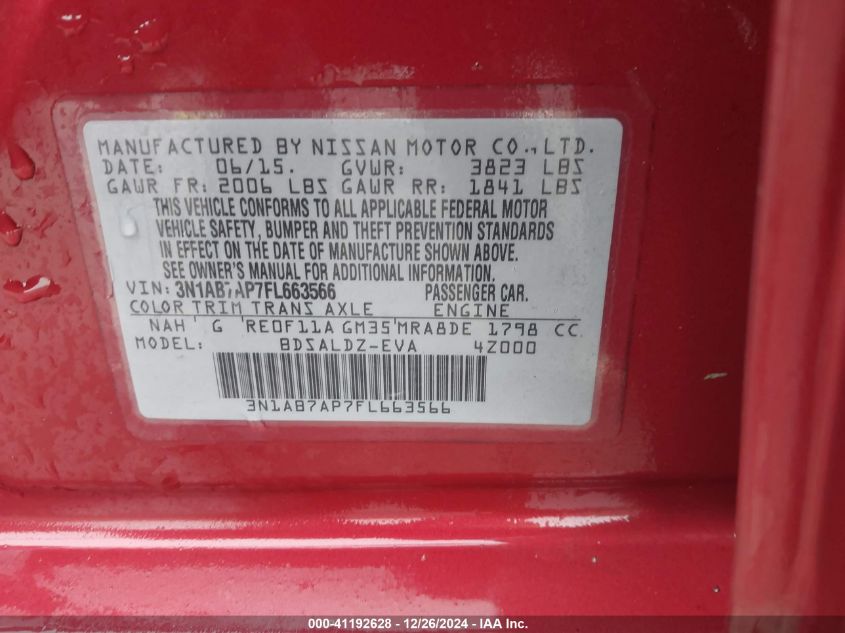 MANUFACTURED BY NISSAN MOTOR CO.,LTD.
DATE: 06/15. GVWR: 3823 LBS
GAWR FR: 2006 LBS GAWR RR: 1841 LBS
THIS VEHICLE CONFORMS TO ALL APPLICABLE FEDERAL MOTOR
VEHICLE SAFETY, BUMPER AND THEFT PREVENTION STANDARDS
IN EFFECT ON THE DATE OF MANUFACTURE SHOWN ABOVE.
SEE OWNER'S MANUAL FOR ADDITIONAL INFORMATION.
VIN: 3N1AB7AP7FL663566 PASSENGER CAR.
COLOR TRIM TRANS AXLE ENGINE
NAH G RE0F11A GM35 MRA8DE 1798 CC
MODEL: BDSALDZ-EVA 4Z000
3N1AB7AP7FL663566
000-41192628 - 12/26/2024 - IAA Inc.